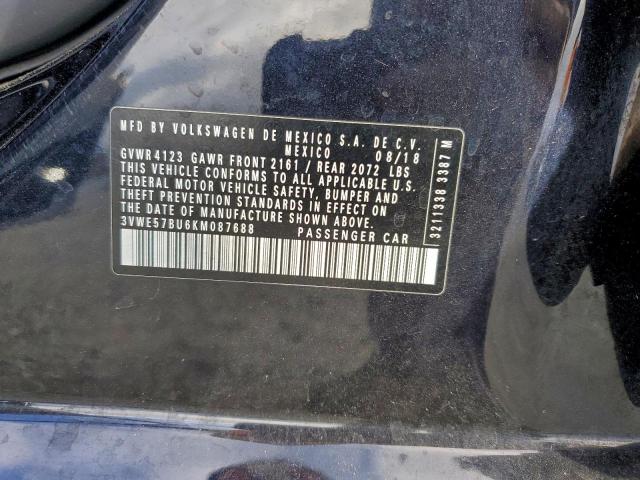 MFD BY VOLKSWAGEN DE MEXICO S.A. DE C.V.
MEXICO 08/18
GVWR 4123 GAWR FRONT 2161 / REAR 2072 LBS
THIS VEHICLE CONFORMS TO ALL APPLICABLE U.S.
FEDERAL MOTOR VEHICLE SAFETY, BUMPER AND
THEFT PREVENTION STANDARDS IN EFFECT ON
THE DATE OF MANUFACTURE SHOWN ABOVE.
3VWE57BU6KM087688 PASSENGER CAR
3211338 3387 M